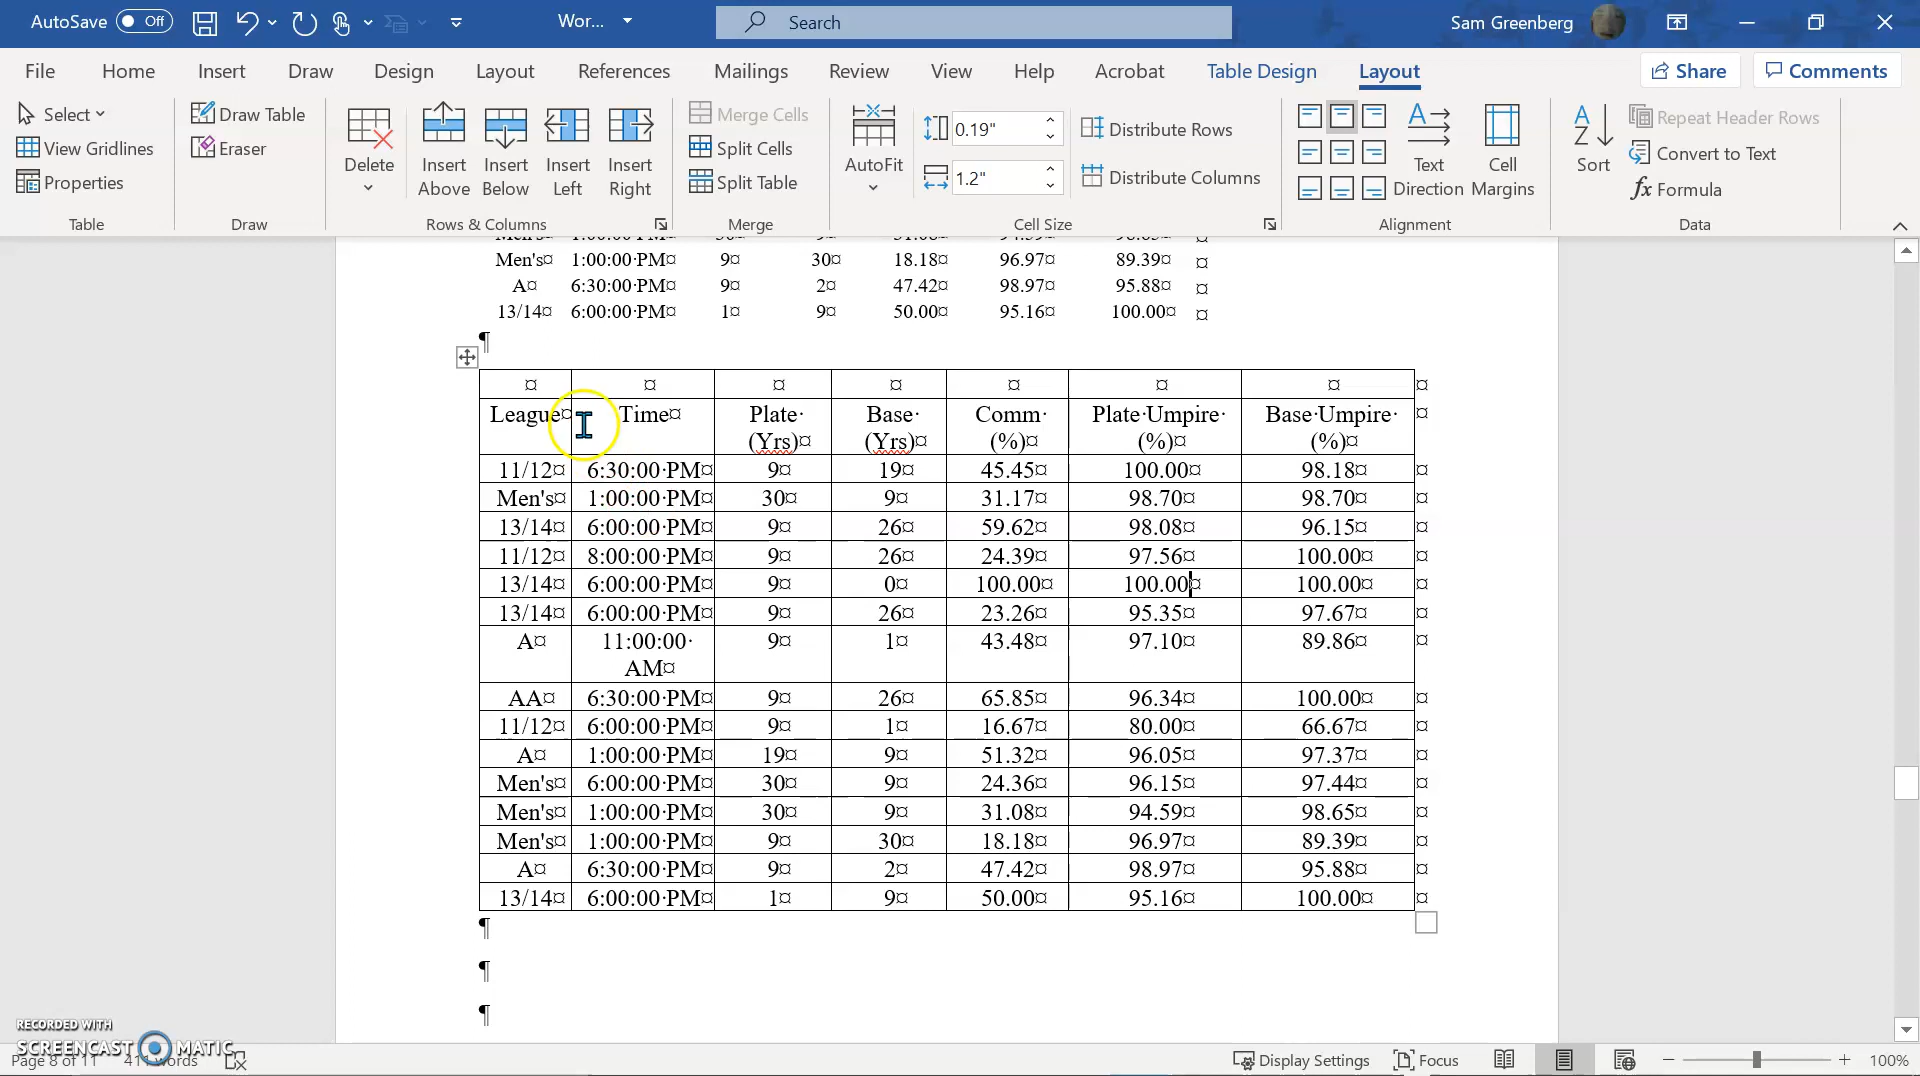 AutoSave Off Wor... Search Sam Greenberg
File Home Insert Draw Design Layout References Mailings Review View Help Acrobat Table Design Layout Share Comments
Select
View Gridlines
Properties
Table
Draw Table
Eraser
Draw
Delete
Insert Above
Insert Below
Insert Left
Insert Right
Rows & Columns
Merge Cells
Split Cells
Split Table
Merge
AutoFit
0.19"
1.2"
Distribute Rows
Distribute Columns
Cell Size
Text Direction
Cell Margins
Alignment
Sort
Repeat Header Rows
Convert to Text
Formula
Data
Men's¤ 1:00:00·PM¤ 9¤ 30¤ 18.18¤ 96.97¤ 89.39¤ ¤
A¤ 6:30:00·PM¤ 9¤ 2¤ 47.42¤ 98.97¤ 95.88¤ ¤
13/14¤ 6:00:00·PM¤ 1¤ 9¤ 50.00¤ 95.16¤ 100.00¤ ¤
¶
¤ ¤ ¤ ¤ ¤ ¤ ¤ ¤
League¤ Time¤ Plate· (Yrs)¤ Base· (Yrs)¤ Comm· (%)¤ Plate·Umpire· (%)¤ Base·Umpire· (%)¤ ¤
11/12¤ 6:30:00·PM¤ 9¤ 19¤ 45.45¤ 100.00¤ 98.18¤ ¤
Men's¤ 1:00:00·PM¤ 30¤ 9¤ 31.17¤ 98.70¤ 98.70¤ ¤
13/14¤ 6:00:00·PM¤ 9¤ 26¤ 59.62¤ 98.08¤ 96.15¤ ¤
11/12¤ 8:00:00·PM¤ 9¤ 26¤ 24.39¤ 97.56¤ 100.00¤ ¤
13/14¤ 6:00:00·PM¤ 9¤ 0¤ 100.00¤ 100.00¤ 100.00¤ ¤
13/14¤ 6:00:00·PM¤ 9¤ 26¤ 23.26¤ 95.35¤ 97.67¤ ¤
A¤ 11:00:00· AM¤ 9¤ 1¤ 43.48¤ 97.10¤ 89.86¤ ¤
AA¤ 6:30:00·PM¤ 9¤ 26¤ 65.85¤ 96.34¤ 100.00¤ ¤
11/12¤ 6:00:00·PM¤ 9¤ 1¤ 16.67¤ 80.00¤ 66.67¤ ¤
A¤ 1:00:00·PM¤ 19¤ 9¤ 51.32¤ 96.05¤ 97.37¤ ¤
Men's¤ 6:00:00·PM¤ 30¤ 9¤ 24.36¤ 96.15¤ 97.44¤ ¤
Men's¤ 1:00:00·PM¤ 30¤ 9¤ 31.08¤ 94.59¤ 98.65¤ ¤
Men's¤ 1:00:00·PM¤ 9¤ 30¤ 18.18¤ 96.97¤ 89.39¤ ¤
A¤ 6:30:00·PM¤ 9¤ 2¤ 47.42¤ 98.97¤ 95.88¤ ¤
13/14¤ 6:00:00·PM¤ 1¤ 9¤ 50.00¤ 95.16¤ 100.00¤ ¤
¶
¶
¶
RECORDED WITH
SCREENCAST MATIC
Page 8 of 11 411 words Display Settings Focus 100%